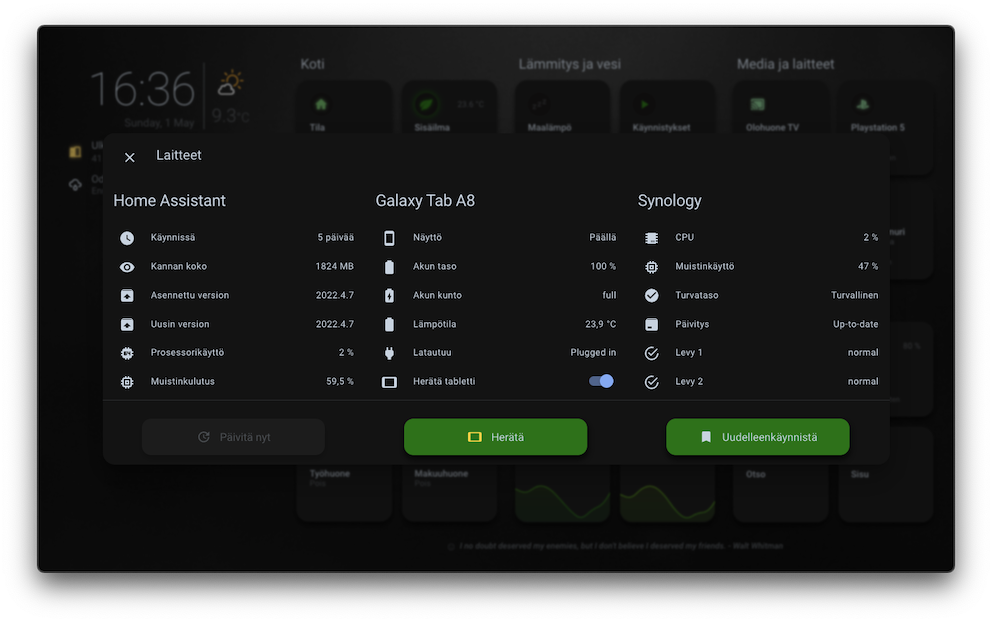 16:36
Sunday, 1 May
9.3°C
Koti
Lämmitys ja vesi
Media ja laitteet
Tila
Sisäilma
23.9 °C
Maalämpö
Käynnistykset
Olohuone TV
Playstation 5
Laitteet
Home Assistant
Käynnissä
5 päivää
Kannan koko
1824 MB
Asennettu version
2022.4.7
Uusin version
2022.4.7
Prosessorikäyttö
2 %
Muistinkulutus
59,5 %
Päivitä nyt
Galaxy Tab A8
Näyttö
Päällä
Akun taso
100 %
Akun kunto
full
Lämpötila
23,9 °C
Latautuu
Plugged in
Herätä tabletti
Herätä
Synology
CPU
2 %
Muistinkäyttö
47 %
Turvataso
Turvallinen
Päivitys
Up-to-date
Levy 1
normal
Levy 2
normal
Uudelleenkäynnistä
Työhuone
Pois
Makuuhuone
Pois
Otso
Sisu
I no doubt deserved my enemies, but I don't believe I deserved my friends. - Walt Whitman